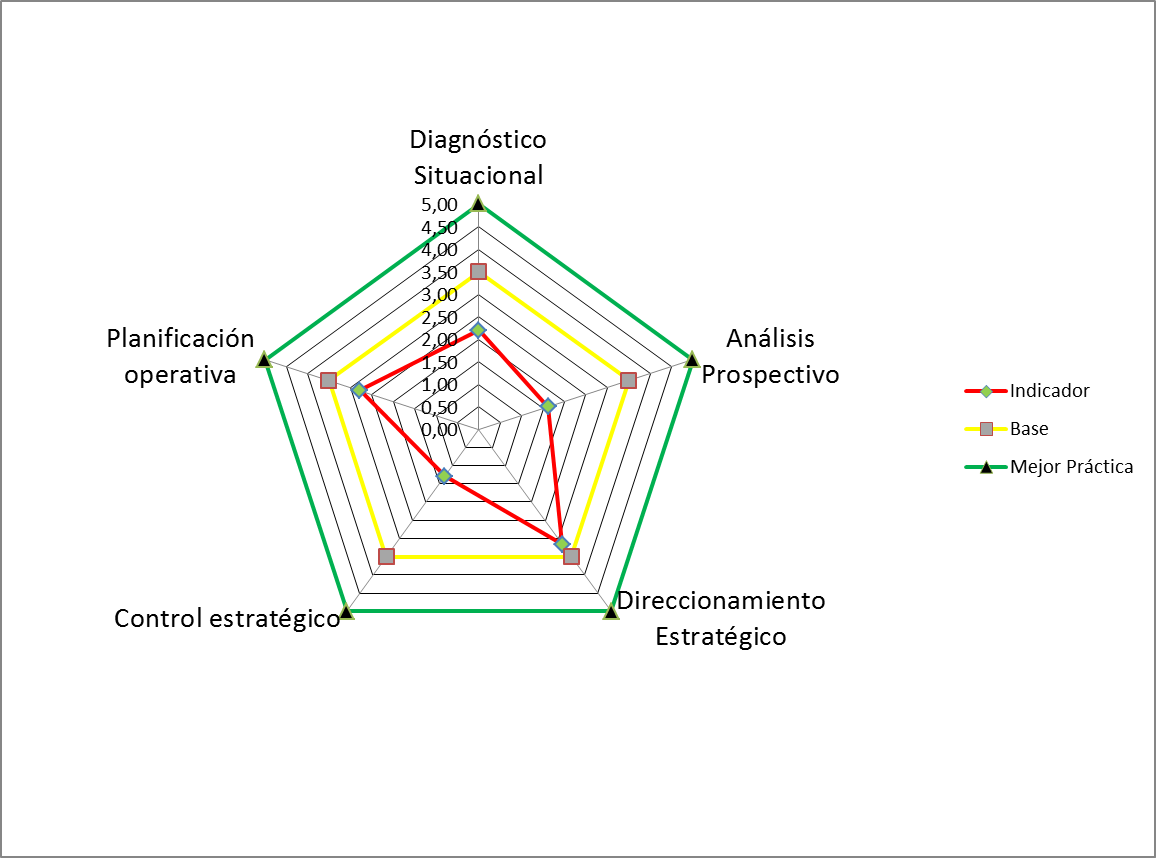 Diagnóstico
Situacional
5,00
4,50
4,00
3,50
3,00
2,50
2,00
1,50
1,00
0,50
0,00
Análisis
Prospectivo
Direccionamiento
Estratégico
Control estratégico
Planificación
operativa
Indicador
Base
Mejor Práctica